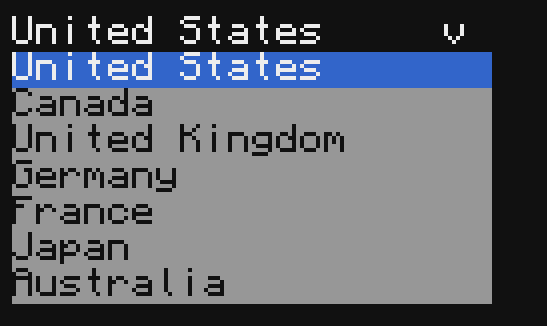 United States v
United States
Canada
United Kingdom
Germany
France
Japan
Australia